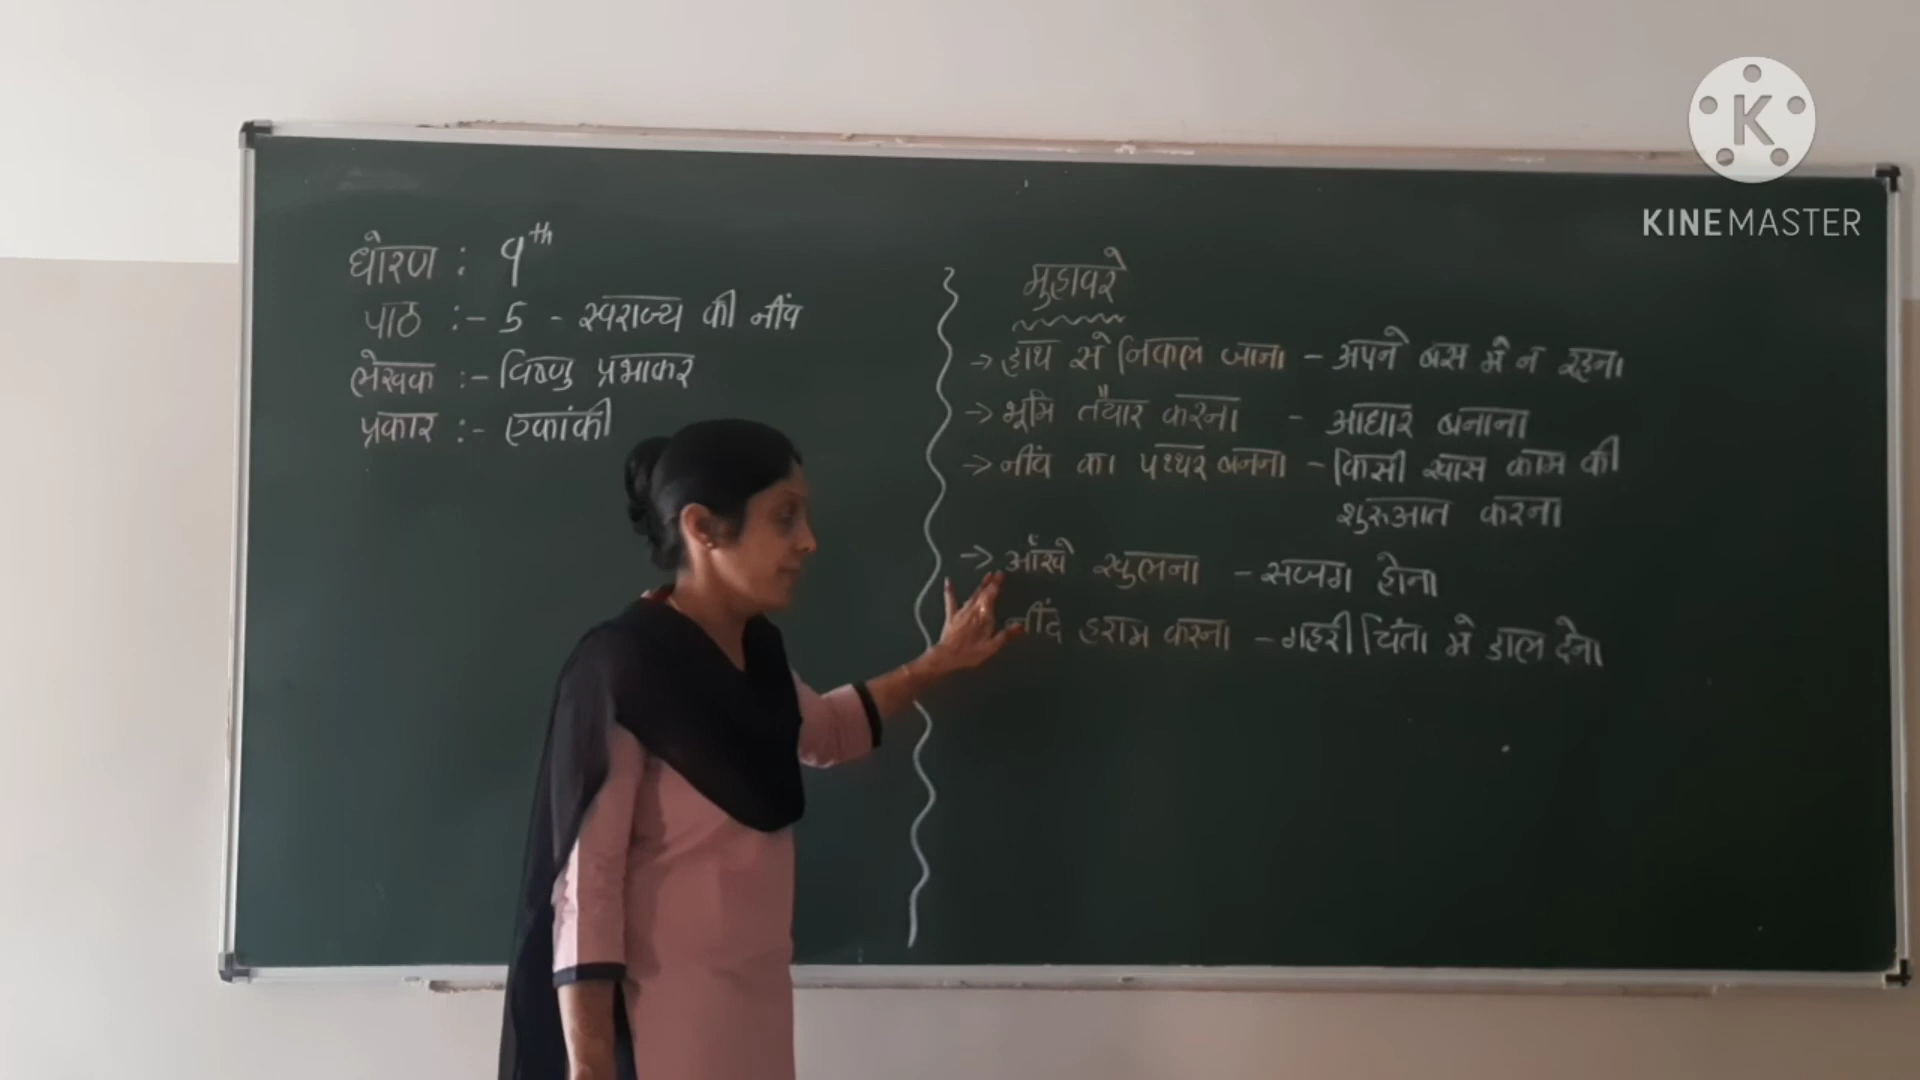 धोरण : 9th
पाठ :- 5 - स्वराज्य की नींव
लेखक :- विष्णु प्रभाकर
प्रकार :- एकांकी
मुहावरे
→ हाथ से निकल जाना - अपने बस में न रहना
→ भूमि तैयार करना - आधार बनाना
→ नींव का पथ्थर बनना - किसी खास काम की
शुरुआत करना
→ आँखे खुलना - सजग होना
नींद हराम करना - गहरी चिंता मे डाल देना
K
KINEMASTER